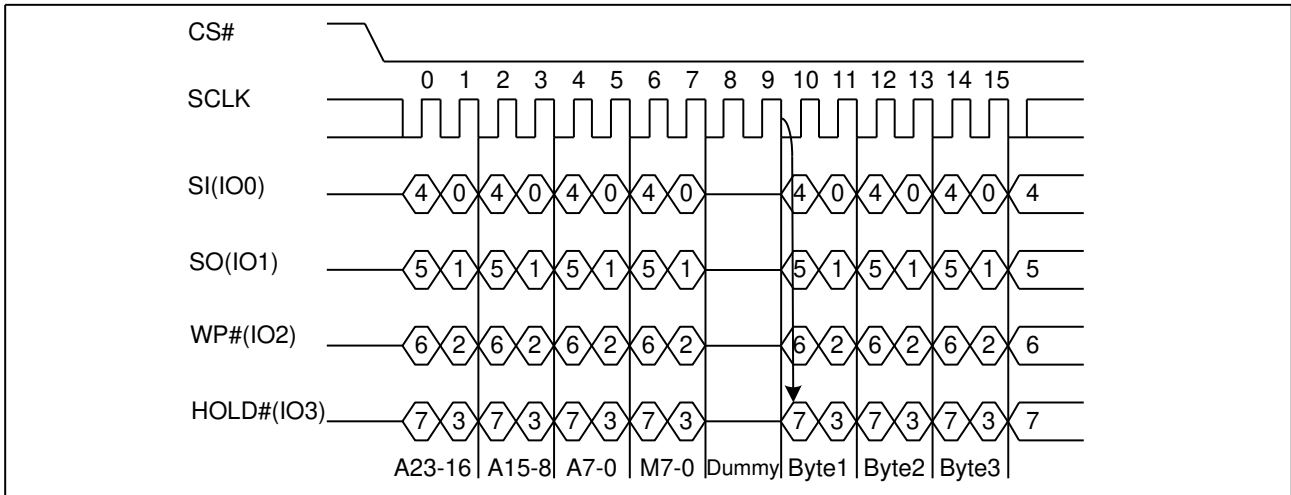 CS#
0 1 2 3 4 5 6 7 8 9 10 11 12 13 14 15
SCLK
SI(IO0) 4 0 4 0 4 0 4 0 4 0 4 0 4 0 4
SO(IO1) 5 1 5 1 5 1 5 1 5 1 5 1 5 1 5
WP#(IO2) 6 2 6 2 6 2 6 2 6 2 6 2 6 2 6
HOLD#(IO3) 7 3 7 3 7 3 7 3 7 3 7 3 7 3 7
A23-16 A15-8 A7-0 M7-0 Dummy Byte1 Byte2 Byte3